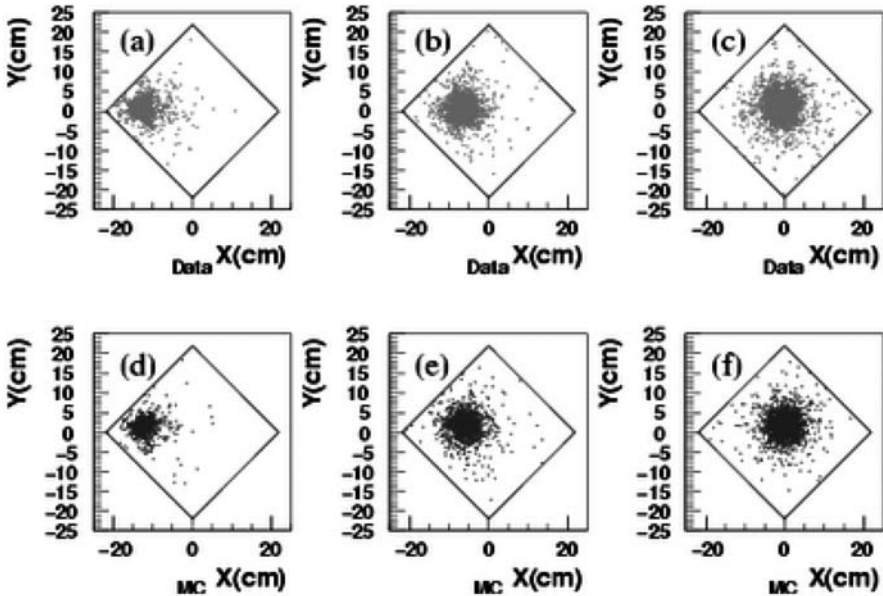 Y(cm) 25 20 15 10 5 0 -5 -10 -15 -20 -25 (a) -20 0 20 Data X(cm)
Y(cm) 25 20 15 10 5 0 -5 -10 -15 -20 -25 (b) -20 0 20 Data X(cm)
Y(cm) 25 20 15 10 5 0 -5 -10 -15 -20 -25 (c) -20 0 20 Data X(cm)
Y(cm) 25 20 15 10 5 0 -5 -10 -15 -20 -25 (d) -20 0 20 MC X(cm)
Y(cm) 25 20 15 10 5 0 -5 -10 -15 -20 -25 (e) -20 0 20 MC X(cm)
Y(cm) 25 20 15 10 5 0 -5 -10 -15 -20 -25 (f) -20 0 20 MC X(cm)